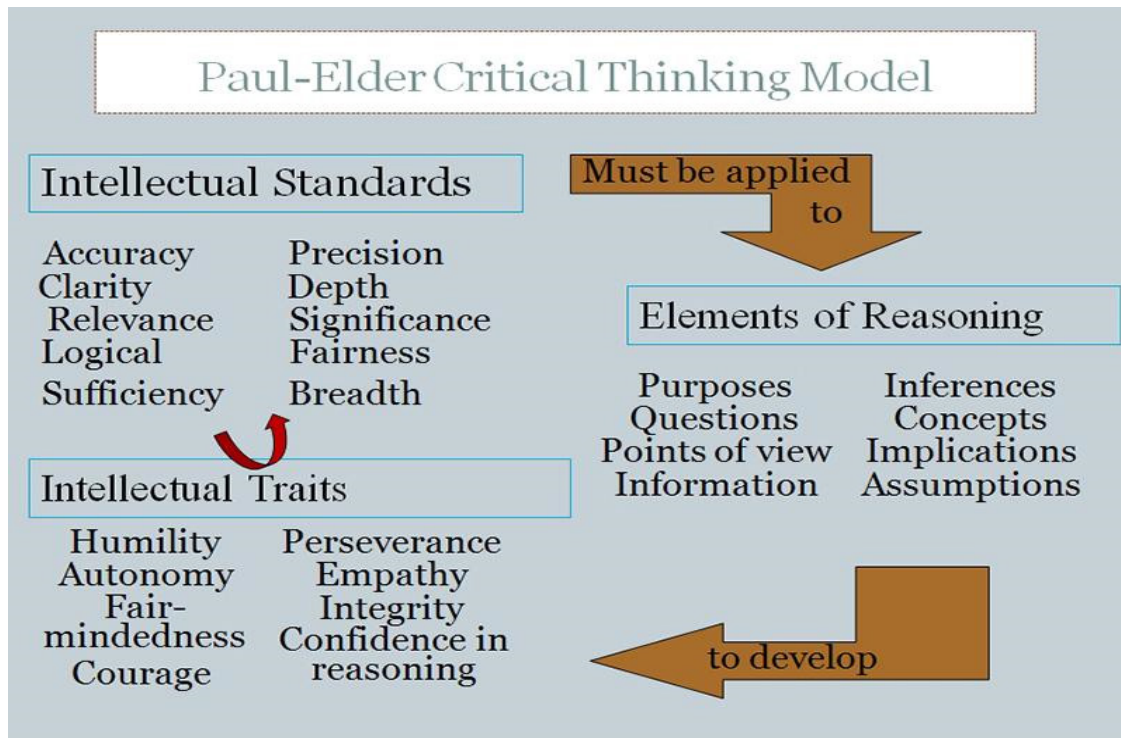 Paul-Elder Critical Thinking Model
Intellectual Standards
Accuracy Precision
Clarity Depth
Relevance Significance
Logical Fairness
Sufficiency Breadth
Must be applied
to
Elements of Reasoning
Purposes Inferences
Questions Concepts
Points of view Implications
Information Assumptions
to develop
Intellectual Traits
Humility Perseverance
Autonomy Empathy
Fair- Integrity
mindedness Confidence in
Courage reasoning